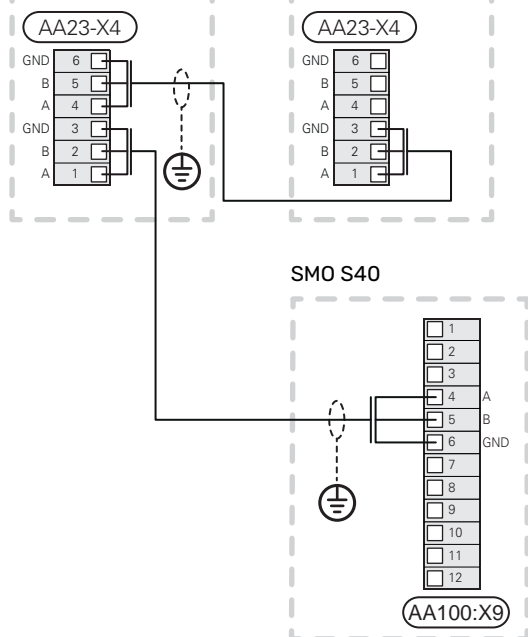 AA23-X4
GND 6
B 5
A 4
GND 3
B 2
A 1
AA23-X4
GND 6
B 5
A 4
GND 3
B 2
A 1
SMO S40
1
2
3
4 A
5 B
6 GND
7
8
9
10
11
12
AA100:X9